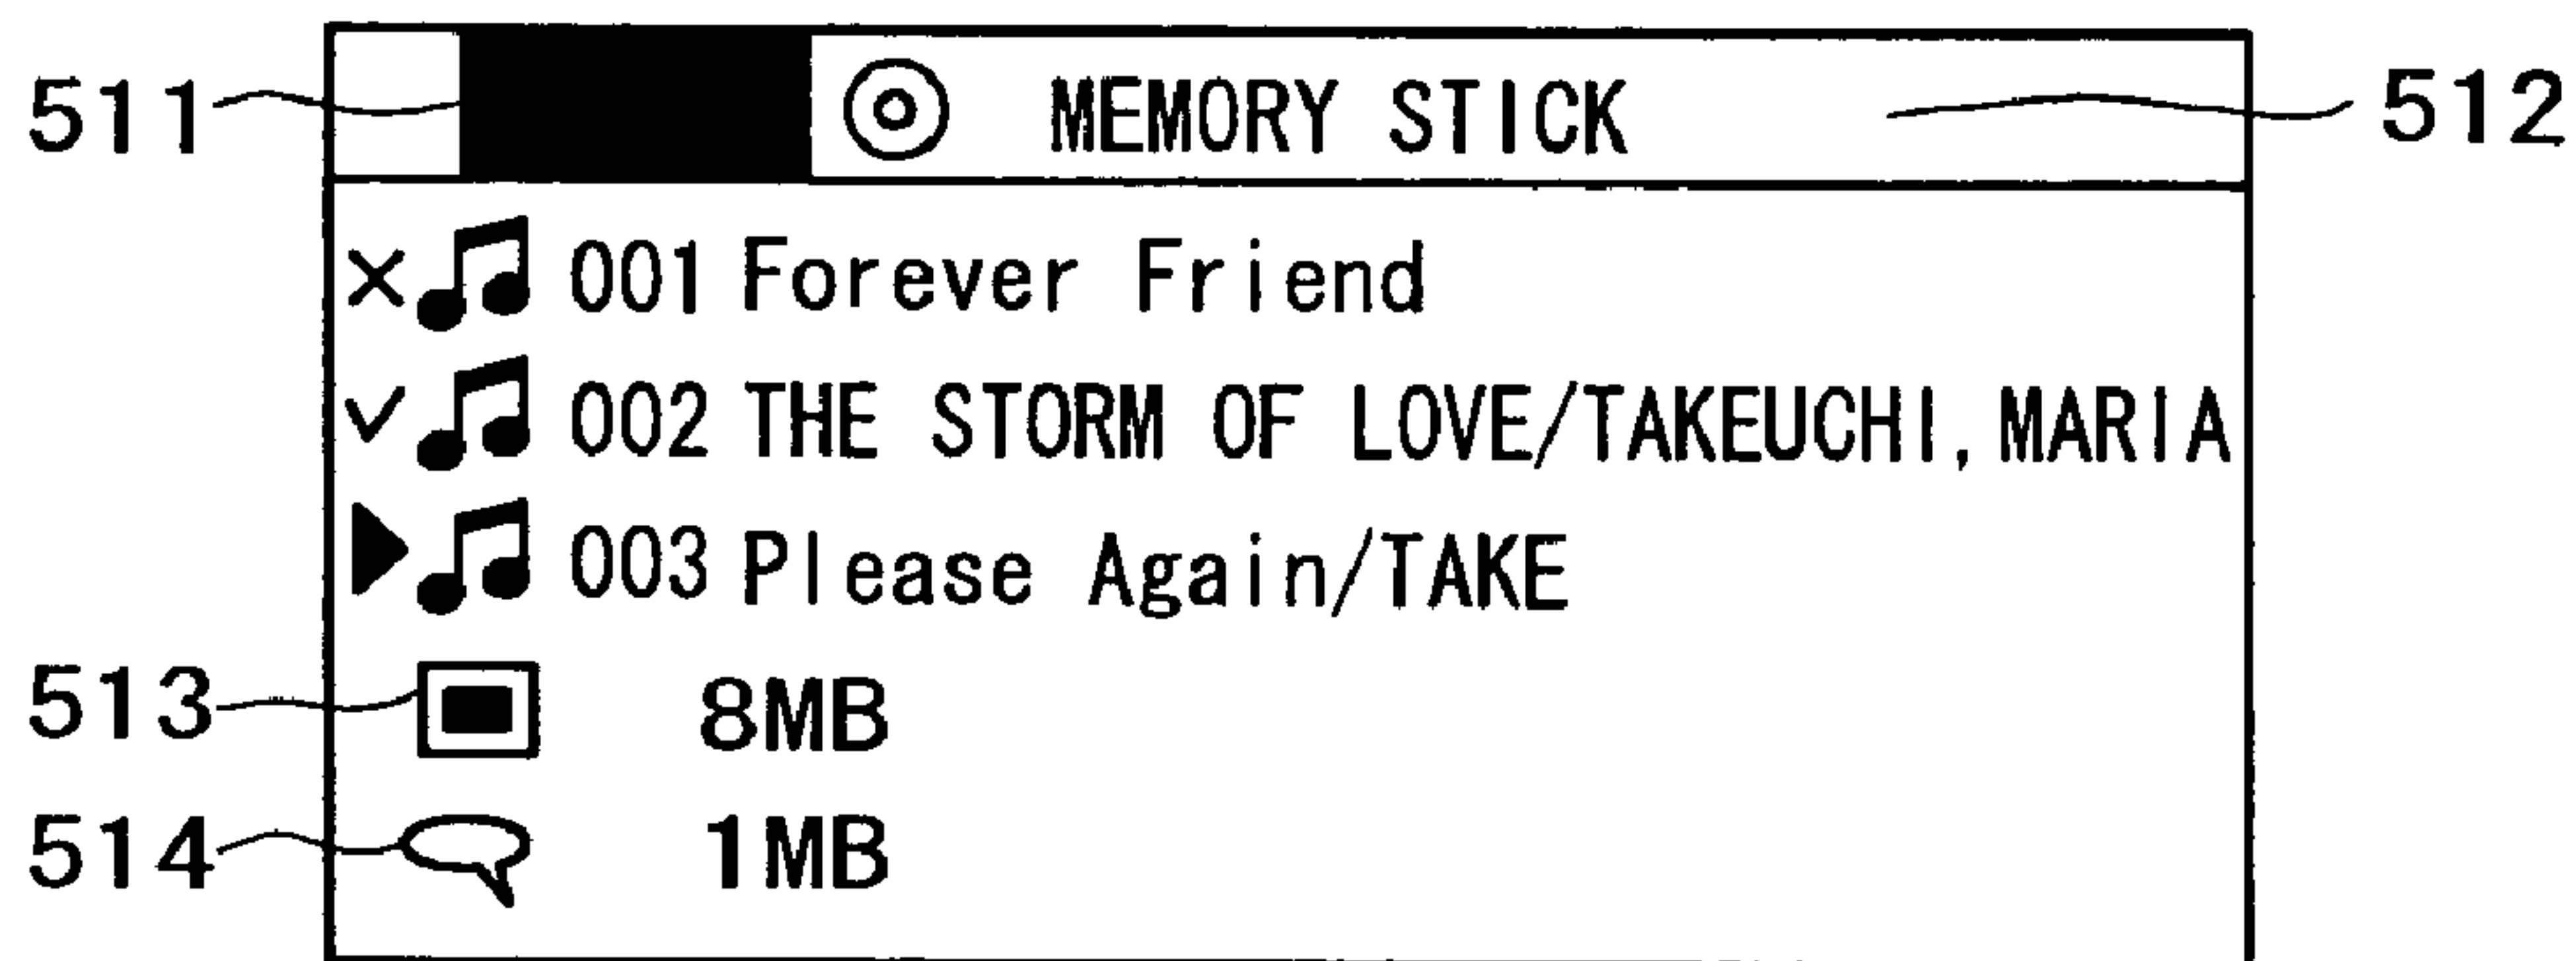 511 MEMORY STICK 512
001 Forever Friend
002 THE STORM OF LOVE/TAKEUCHI, MARIA
003 Please Again/TAKE
513 8MB
514 1MB